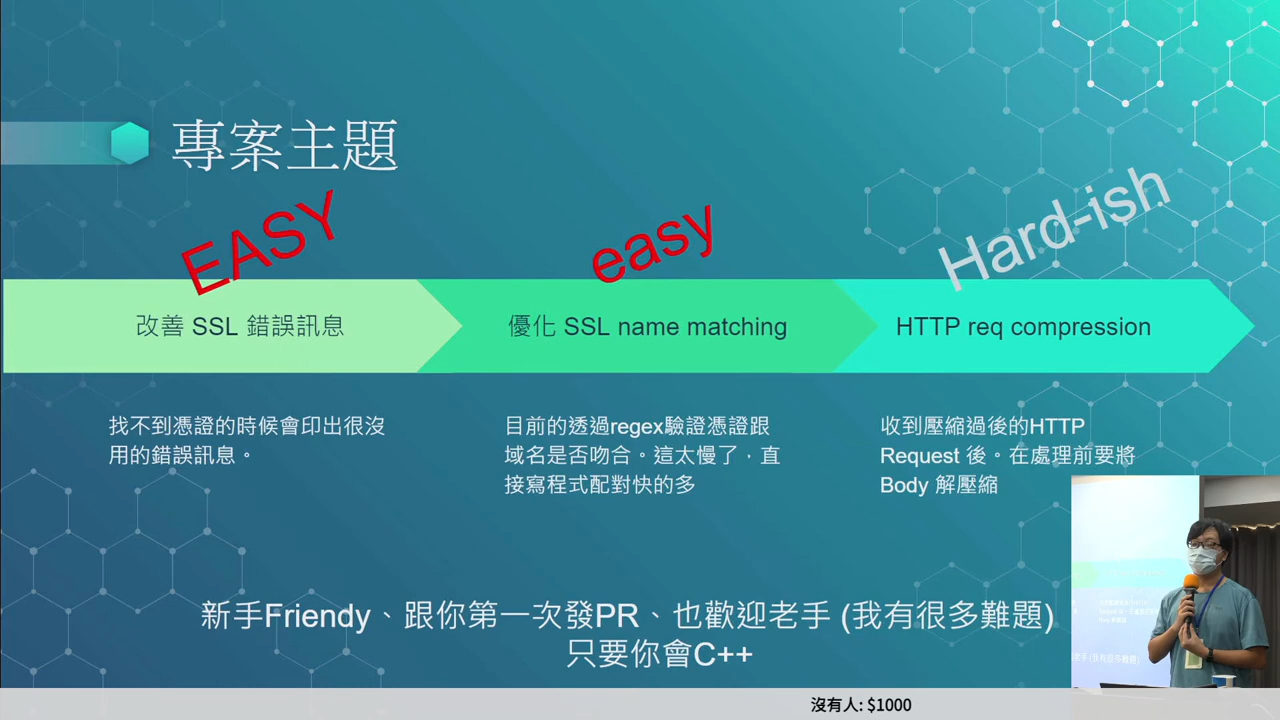 專案主題
EASY
easy
Hard-ish
改善 SSL 錯誤訊息
優化 SSL name matching
HTTP req compression
找不到憑證的時候會印出很沒
用的錯誤訊息。
目前的透過regex驗證憑證跟
域名是否吻合。這太慢了，直
接寫程式配對快的多
收到壓縮過後的HTTP
Request 後。在處理前要將
Body 解壓縮
新手Friendy、跟你第一次發PR、也歡迎老手 (我有很多難題)
只要你會C++
沒有人: $1000